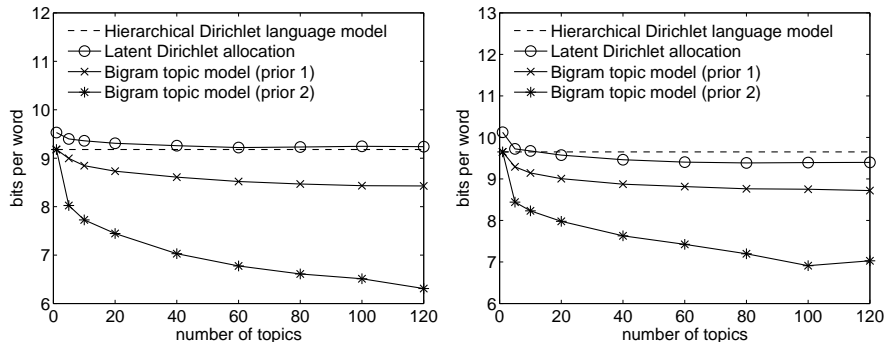 12
11
10
9
8
7
6
0 20 40 60 80 100 120
number of topics
bits per word
Hierarchical Dirichlet language model
Latent Dirichlet allocation
Bigram topic model (prior 1)
Bigram topic model (prior 2)
13
12
11
10
9
8
7
6
0 20 40 60 80 100 120
number of topics
bits per word
Hierarchical Dirichlet language model
Latent Dirichlet allocation
Bigram topic model (prior 1)
Bigram topic model (prior 2)